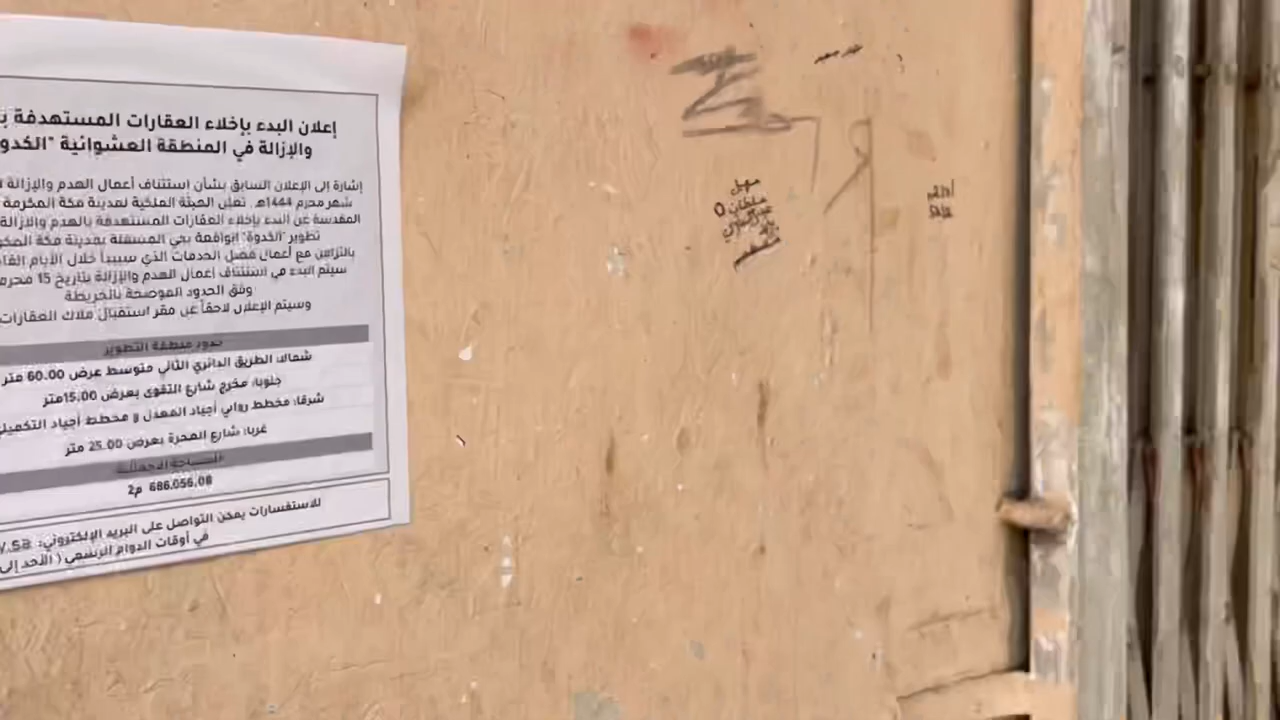 إعلان البدء بإخلاء العقارات المستهدفة
والإزالة في المنطقة العشوائية "الكدو
إشارة إلى الإعلان السابق بشأن استئناف أعمال الهدم والإزالة
شهر محرم 1444هـ. تعلن الهيئة الملكية لمدينة مكة المكرمة
المقدسة عن البدء بإخلاء العقارات المستهدفة بالهدم والإزالة
تطوير "الكدوة" الواقعة بحي المسفلة بمدينة مكة المكر
بالتزامن مع أعمال فصل الخدمات الذي سيبدأ خلال الأيام القا
سيتم البدء في استئناف أعمال الهدم والإزالة بتاريخ 15 محرم
وفق الحدود الموضحة بالخريطة
وسيتم الإعلان لاحقاً عن مقر استقبال ملاك العقارات
حدود منطقة التطوير
شمالا: الطريق الدائري الثاني متوسط عرض 60.00 متر
جنوبا: مخرج شارع التقوى بعرض 15.00متر
شرقا: مخطط روابي أجياد المعدل و مخطط أجياد التكميلي
غربا: شارع الهجرة بعرض 25.00 متر
المساحة الاجمالية
686.056,08 م2
للاستفسارات يمكن التواصل على البريد الإلكتروني: v.sa
في أوقات الدوام الرسمي ( الأحد إلى